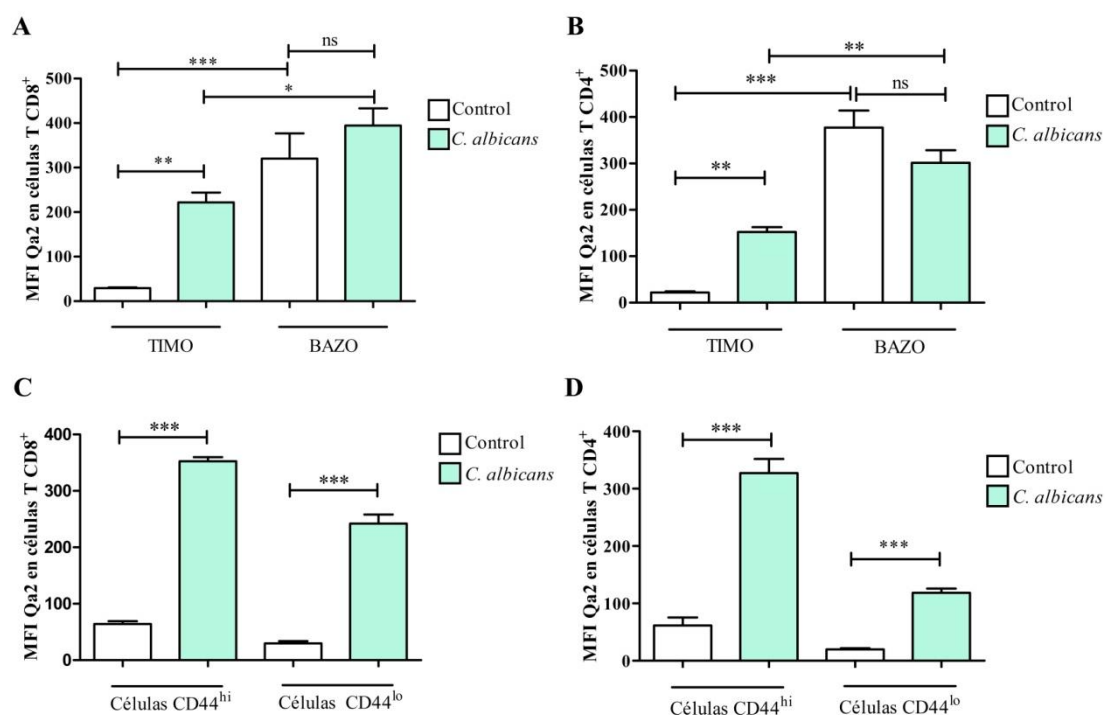 A
MFI Qa2 en células T CD8⁺
500
400
300
200
100
0
***
ns
*
**
TIMO
BAZO
Control
C. albicans
B
MFI Qa2 en células T CD4⁺
500
400
300
200
100
0
**
***
ns
**
TIMO
BAZO
Control
C. albicans
C
MFI Qa2 en células T CD8⁺
400
300
200
100
0
***
***
Células CD44ʰⁱ
Células CD44ˡᵒ
Control
C. albicans
D
MFI Qa2 en células T CD4⁺
400
300
200
100
0
***
***
Células CD44ʰⁱ
Células CD44ˡᵒ
Control
C. albicans